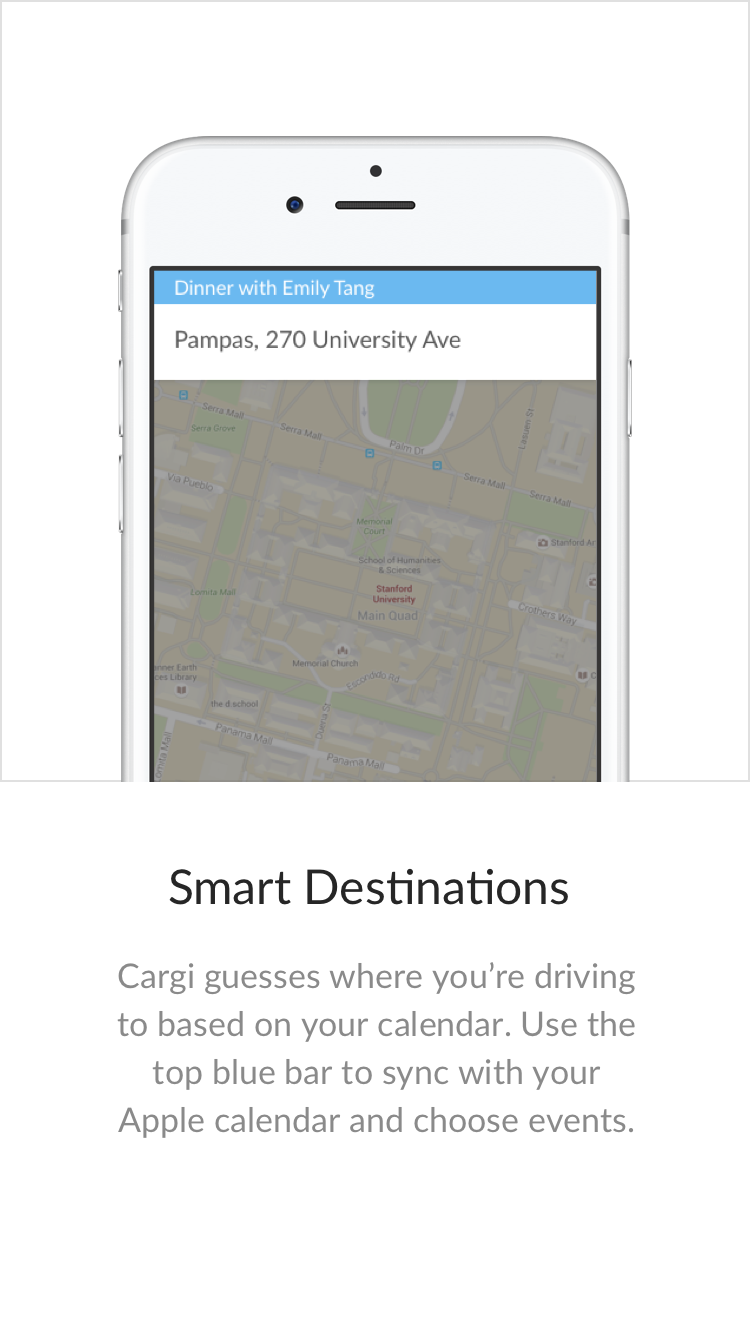 Dinner with Emily Tang
Pampas, 270 University Ave
Serra Mall
Serra Grove
Serra Mall
Palm Dr
Lasuen St
Via Pueblo
Serra Mall
Serra Mall
Memorial
Court
Stanford Ar
School of Humanities
& Sciences
Stanford
University
Lomita Mall
Main Quad
Crothers Way
Memorial Church
anner Earth
ces Library
Escondido Rd
C
the d.school
Duena St
Panama Mall
Lomita Mall
Panama Mall
Smart Destinations
Cargi guesses where you’re driving
to based on your calendar. Use the
top blue bar to sync with your
Apple calendar and choose events.